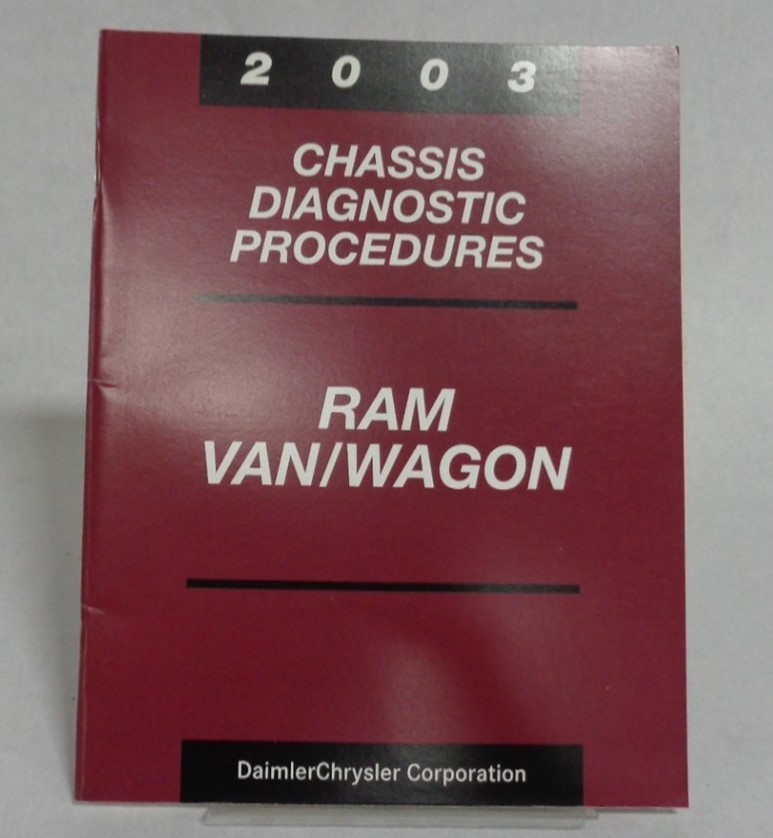 2 0 0 3
CHASSIS
DIAGNOSTIC
PROCEDURES
RAM
VAN/WAGON
DaimlerChrysler Corporation